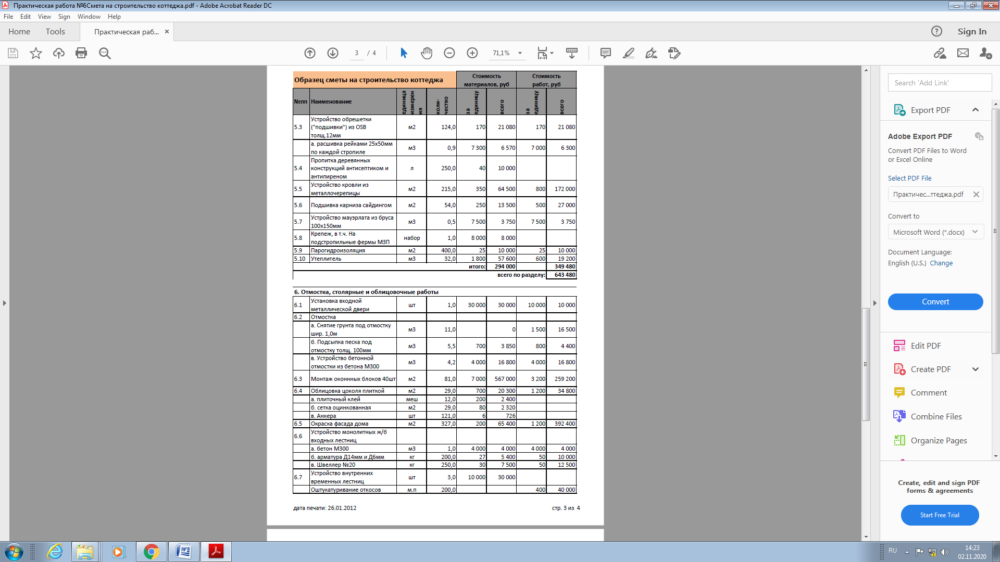 Практическая работа №6Смета на строительство коттеджа.pdf - Adobe Acrobat Reader DC
File Edit View Sign Window Help
Home Tools Практическая раб... × Sign In
3 / 4 71,1%
Образец сметы на строительство коттеджа Стоимость материалов, руб Стоимость работ, руб
№пп Наименование единица измерен ия коли-чество за единицу всего за единицу всего
5.3 Устройство обрешетки ("подшивки") из OSB толщ.12мм м2 124,0 170 21 080 170 21 080
а. расшивка рейками 25х50мм по каждой стропиле м3 0,9 7 300 6 570 7 000 6 300
5.4 Пропитка деревянных конструкций антисептиком и антипиреном л 250,0 40 10 000
5.5 Устройство кровли из металлочерепицы м2 215,0 350 64 500 800 172 000
5.6 Подшивка карниза сайдингом м2 54,0 250 13 500 500 27 000
5.7 Устройство мауэрлата из бруса 100х150мм м3 0,5 7 500 3 750 7 500 3 750
5.8 Крепеж, в т.ч. На подстропильные фермы МЗП набор 1,0 8 000 8 000
5.9 Парогидроизоляция м2 400,0 25 10 000 25 10 000
5.10 Утеплитель м3 32,0 1 800 57 600 600 19 200
итого: 294 000 349 480
всего по разделу: 643 480
6. Отмостка, столярные и облицовочные работы
6.1 Установка входной металлической двери шт 1,0 30 000 30 000 10 000 10 000
6.2 Отмостка
а. Снятие грунта под отмостку шир. 1,0м м3 11,0 0 1 500 16 500
б. Подсыпка песка под отмостку толщ. 100мм м3 5,5 700 3 850 800 4 400
в. Устройство бетонной отмостки из бетона М300 м3 4,2 4 000 16 800 4 000 16 800
6.3 Монтаж оконнных блоков 40шт м2 81,0 7 000 567 000 3 200 259 200
6.4 Облицовка цоколя плиткой м2 29,0 700 20 300 1 200 34 800
а. плиточный клей меш 12,0 200 2 400
б. сетка оцинкованная м2 29,0 80 2 320
в. Анкера шт 121,0 6 726
6.5 Окраска фасада дома м2 327,0 200 65 400 1 200 392 400
6.6 Устройство монолитных ж/б входных лестниц
а. бетон М300 м3 1,0 4 000 4 000 4 000 4 000
б. арматура Д14мм и Д6мм кг 200,0 27 5 400 50 10 000
в. Швеллер №20 кг 250,0 30 7 500 50 12 500
6.7 Устройство внутренних временных лестниц шт 3,0 10 000 30 000
Оштукатуривание откосов м.п 200,0 400 40 000
дата печати: 26.01.2012 стр. 3 из 4
Search 'Add Link'
Export PDF
Adobe Export PDF
Convert PDF Files to Word
or Excel Online
Select PDF File
Практичес...ттеджа.pdf
Convert to
Microsoft Word (*.docx)
Document Language:
English (U.S.) Change
Convert
Edit PDF
Create PDF
Comment
Combine Files
Organize Pages
Create, edit and sign PDF
forms & agreements
Start Free Trial
RU 14:23
02.11.2020